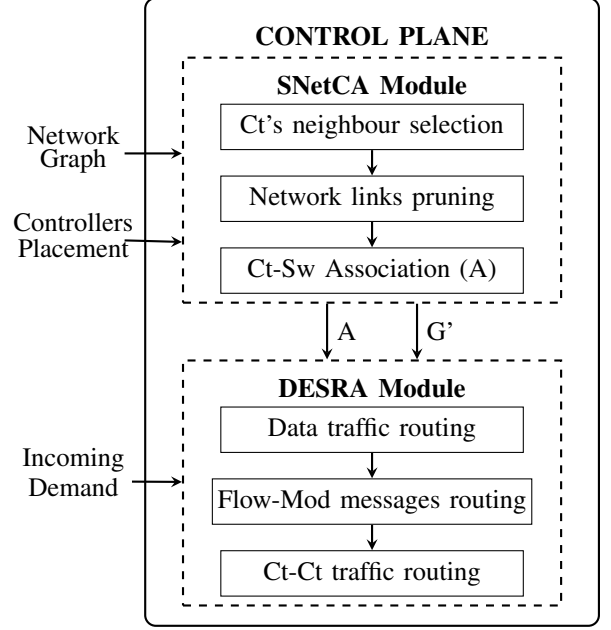 CONTROL PLANE
SNetCA Module
Ct's neighbour selection
Network
Graph
Network links pruning
Controllers
Placement
Ct-Sw Association (A)
A
G'
DESRA Module
Data traffic routing
Incoming
Demand
Flow-Mod messages routing
Ct-Ct traffic routing